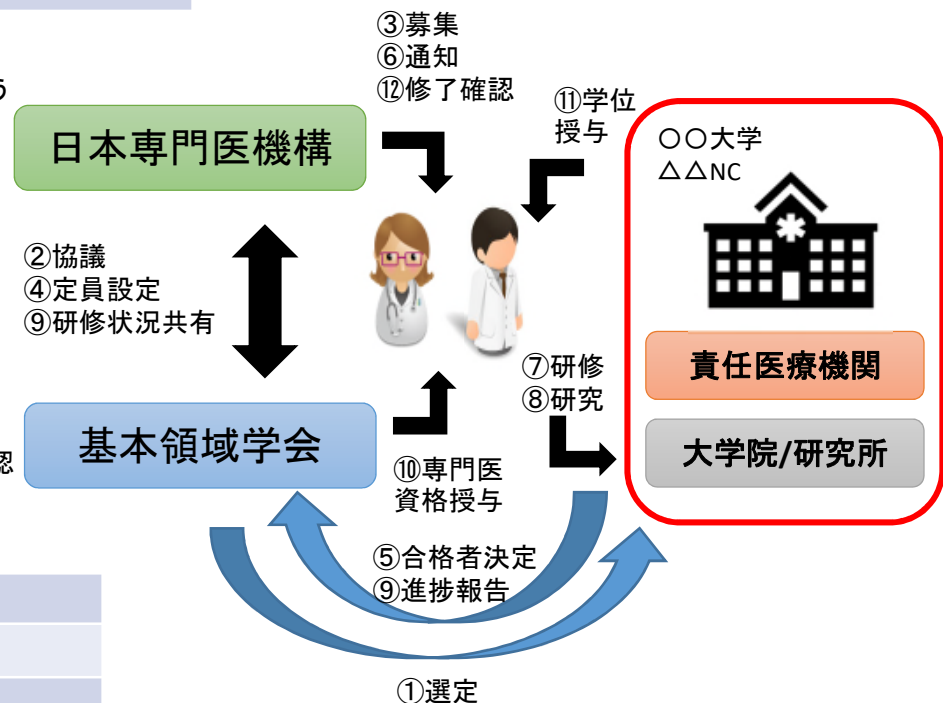 ③募集
⑥通知
⑫修了確認
う
日本専門医機構
⑪学位
授与
〇〇大学
△△NC
②協議
④定員設定
⑨研修状況共有
⑦研修
⑧研究
責任医療機関
基本領域学会
大学院/研究所
認
⑩専門医
資格授与
⑤合格者決定
⑨進捗報告
①選定